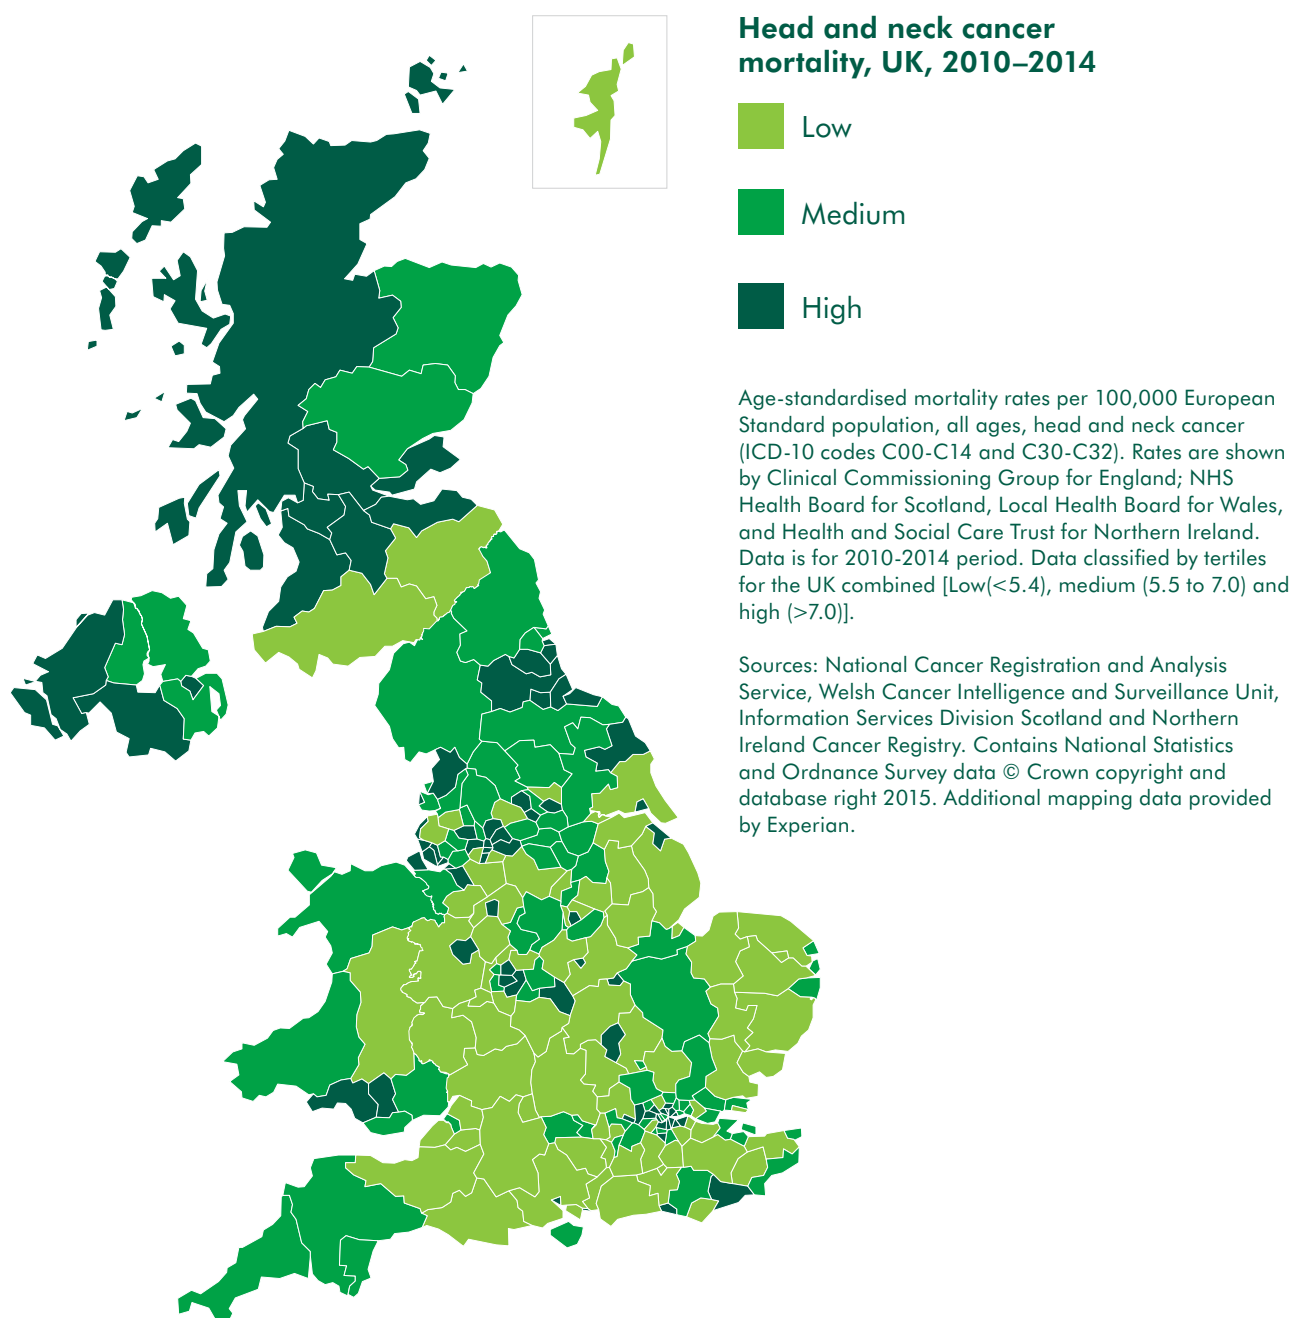 Head and neck cancer
mortality, UK, 2010–2014
Low
Medium
High
Age-standardised mortality rates per 100,000 European
Standard population, all ages, head and neck cancer
(ICD-10 codes C00-C14 and C30-C32). Rates are shown
by Clinical Commissioning Group for England; NHS
Health Board for Scotland, Local Health Board for Wales,
and Health and Social Care Trust for Northern Ireland.
Data is for 2010-2014 period. Data classified by tertiles
for the UK combined [Low(<5.4), medium (5.5 to 7.0) and
high (>7.0)].
Sources: National Cancer Registration and Analysis
Service, Welsh Cancer Intelligence and Surveillance Unit,
Information Services Division Scotland and Northern
Ireland Cancer Registry. Contains National Statistics
and Ordnance Survey data © Crown copyright and
database right 2015. Additional mapping data provided
by Experian.